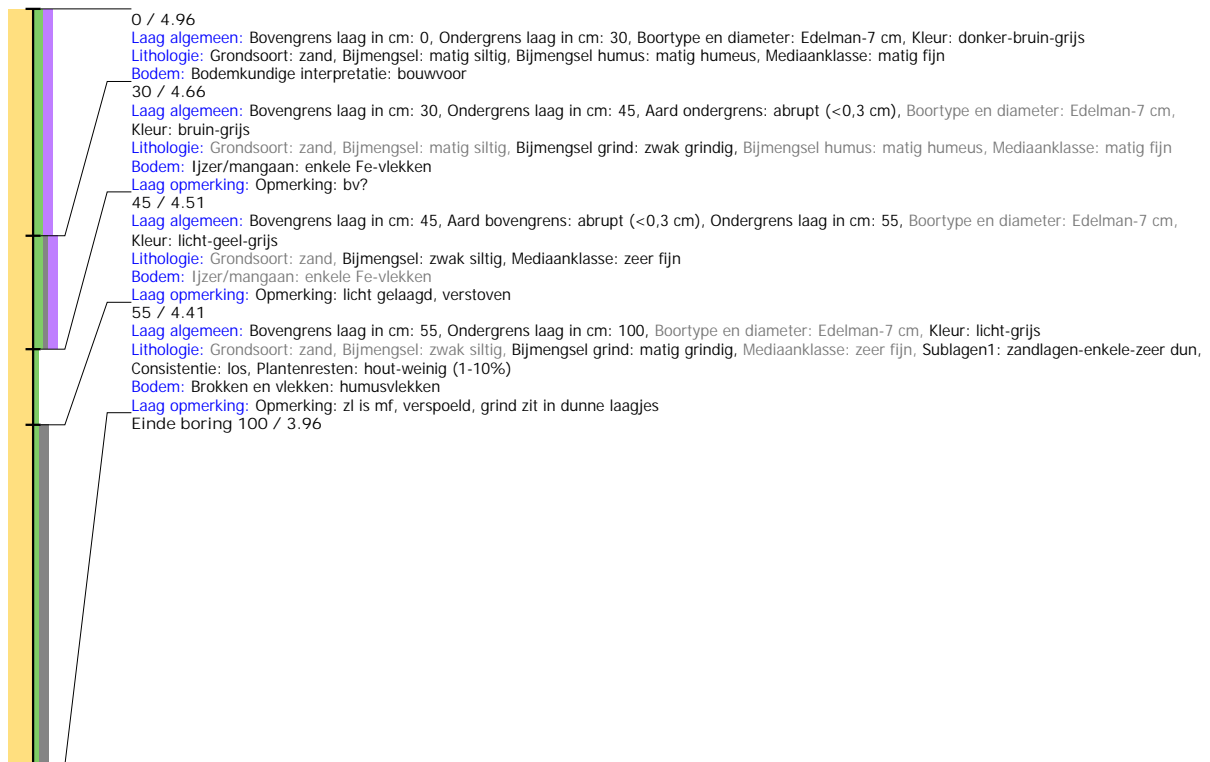 0 / 4.96
Laag algemeen: Bovengrens laag in cm: 0, Ondergrens laag in cm: 30, Boortype en diameter: Edelman-7 cm, Kleur: donker-bruin-grijs
Lithologie: Grondsoort: zand, Bijmengsel: matig siltig, Bijmengsel humus: matig humeus, Mediaanklasse: matig fijn
Bodem: Bodemkundige interpretatie: bouwvoor
30 / 4.66
Laag algemeen: Bovengrens laag in cm: 30, Ondergrens laag in cm: 45, Aard ondergrens: abrupt (<0,3 cm), Boortype en diameter: Edelman-7 cm,
Kleur: bruin-grijs
Lithologie: Grondsoort: zand, Bijmengsel: matig siltig, Bijmengsel grind: zwak grindig, Bijmengsel humus: matig humeus, Mediaanklasse: matig fijn
Bodem: Ijzer/mangaan: enkele Fe-vlekken
Laag opmerking: Opmerking: bv?
45 / 4.51
Laag algemeen: Bovengrens laag in cm: 45, Aard bovengrens: abrupt (<0,3 cm), Ondergrens laag in cm: 55, Boortype en diameter: Edelman-7 cm,
Kleur: licht-geel-grijs
Lithologie: Grondsoort: zand, Bijmengsel: zwak siltig, Mediaanklasse: zeer fijn
Bodem: Ijzer/mangaan: enkele Fe-vlekken
Laag opmerking: Opmerking: licht gelaagd, verstoven
55 / 4.41
Laag algemeen: Bovengrens laag in cm: 55, Ondergrens laag in cm: 100, Boortype en diameter: Edelman-7 cm, Kleur: licht-grijs
Lithologie: Grondsoort: zand, Bijmengsel: zwak siltig, Bijmengsel grind: matig grindig, Mediaanklasse: zeer fijn, Sublagen1: zandlagen-enkele-zeer dun,
Consistentie: los, Plantenresten: hout-weinig (1-10%)
Bodem: Brokken en vlekken: humusvlekken
Laag opmerking: Opmerking: zl is mf, verspoeld, grind zit in dunne laagjes
Einde boring 100 / 3.96